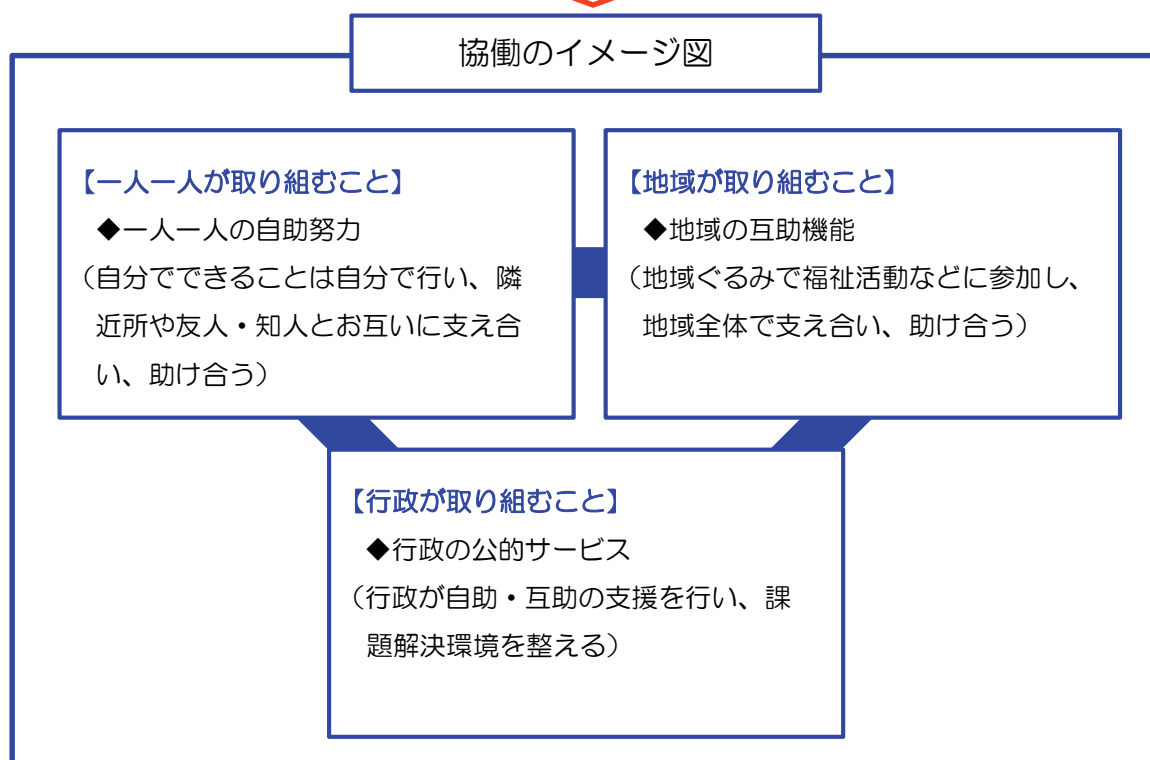 協働のイメージ図
【一人一人が取り組むこと】
◆一人一人の自助努力
（自分でできることは自分で行い、隣
近所や友人・知人とお互いに支え合
い、助け合う）
【地域が取り組むこと】
◆地域の互助機能
（地域ぐるみで福祉活動などに参加し、
地域全体で支え合い、助け合う）
【行政が取り組むこと】
◆行政の公的サービス
（行政が自助・互助の支援を行い、課
題解決環境を整える）